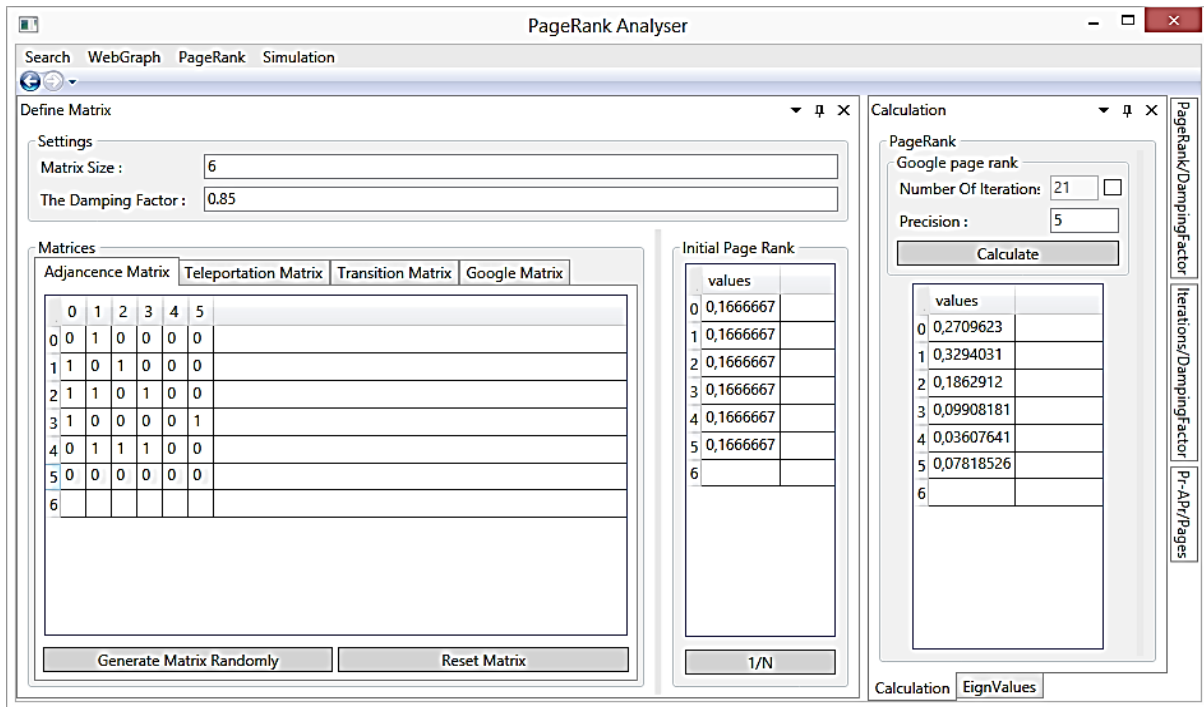 PageRank Analyser
Search WebGraph PageRank Simulation
Define Matrix
Settings
Matrix Size : 6
The Damping Factor : 0.85
Matrices
Adjancence Matrix Teleportation Matrix Transition Matrix Google Matrix
0 1 2 3 4 5
0 0 1 0 0 0 0
1 1 0 1 0 0 0
2 1 1 0 1 0 0
3 1 0 0 0 0 1
4 0 1 1 1 0 0
5 0 0 0 0 0 0
6
Generate Matrix Randomly Reset Matrix
Initial Page Rank
values
0 0,1666667
1 0,1666667
2 0,1666667
3 0,1666667
4 0,1666667
5 0,1666667
6
1/N
Calculation
PageRank
Google page rank
Number Of Iteration: 21
Precision : 5
Calculate
values
0 0,2709623
1 0,3294031
2 0,1862912
3 0,09908181
4 0,03607641
5 0,07818526
6
Calculation EignValues
PageRank/DampingFactor
Iterations/DampingFactor
Pr-APr/Pages